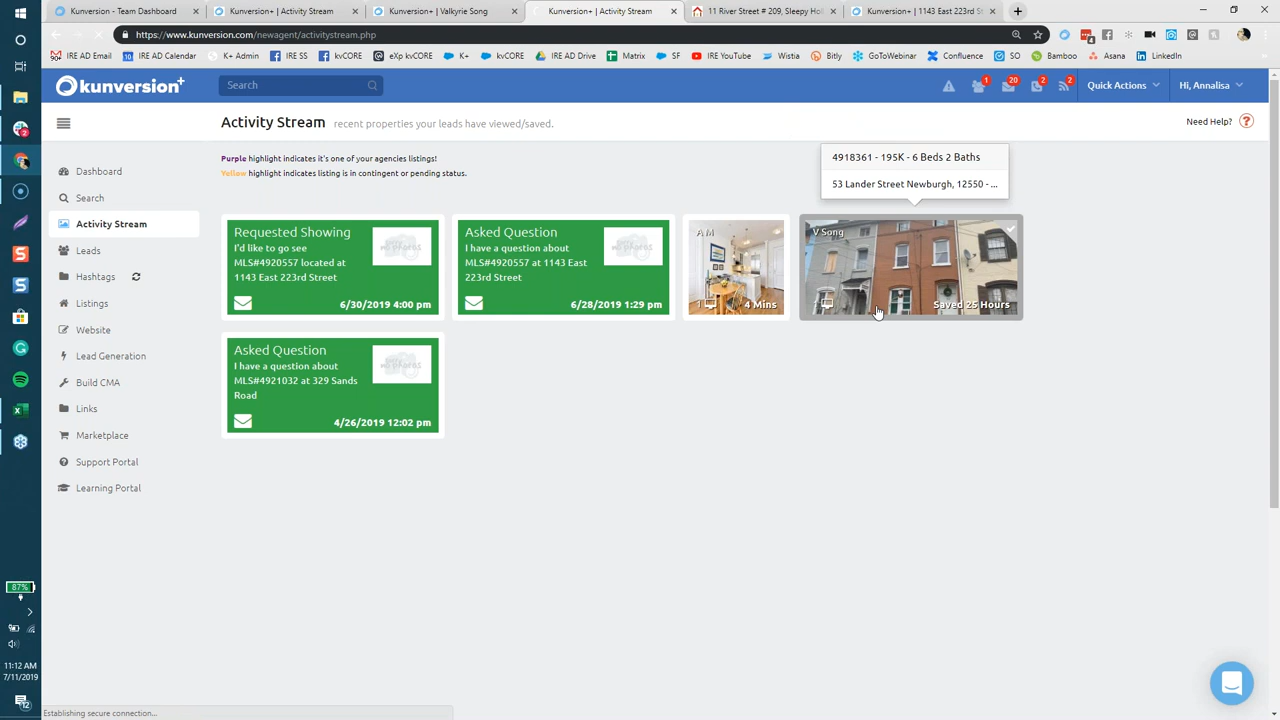 Kunversion - Team Dashboard
Kunversion+ | Activity Stream
Kunversion+ | Valkyrie Song
Kunversion+ | Activity Stream
11 River Street # 209, Sleepy Ho
Kunversion+ | 1143 East 223rd S
https://www.kunversion.com/newagent/activitystream.php
IRE AD Email
IRE AD Calendar
K+ Admin
IRE SS
kvCORE
eXp kvCORE
K+
kvCORE
IRE AD Drive
Matrix
SF
IRE YouTube
Wistia
Bitly
GoToWebinar
Confluence
SO
Bamboo
Asana
LinkedIn
kunversion+
Search
1
20
2
2
Quick Actions
Hi, Annalisa
Activity Stream recent properties your leads have viewed/saved.
Need Help?
Purple highlight indicates it's one of your agencies listings!
Yellow highlight indicates listing is in contingent or pending status.
Dashboard
Search
Activity Stream
Leads
Hashtags
Listings
Website
Lead Generation
Build CMA
Links
Marketplace
Support Portal
Learning Portal
4918361 - 195K - 6 Beds 2 Baths
53 Lander Street Newburgh, 12550 - ...
Requested Showing
I'd like to go see
MLS#4920557 located at
1143 East 223rd Street
6/30/2019 4:00 pm
Asked Question
I have a question about
MLS#4920557 at 1143 East
223rd Street
6/28/2019 1:29 pm
A M
1
4 Mins
V Song
Saved 25 Hours
Asked Question
I have a question about
MLS#4921032 at 329 Sands
Road
4/26/2019 12:02 pm
87%
11:12 AM
7/11/2019
12
Establishing secure connection...